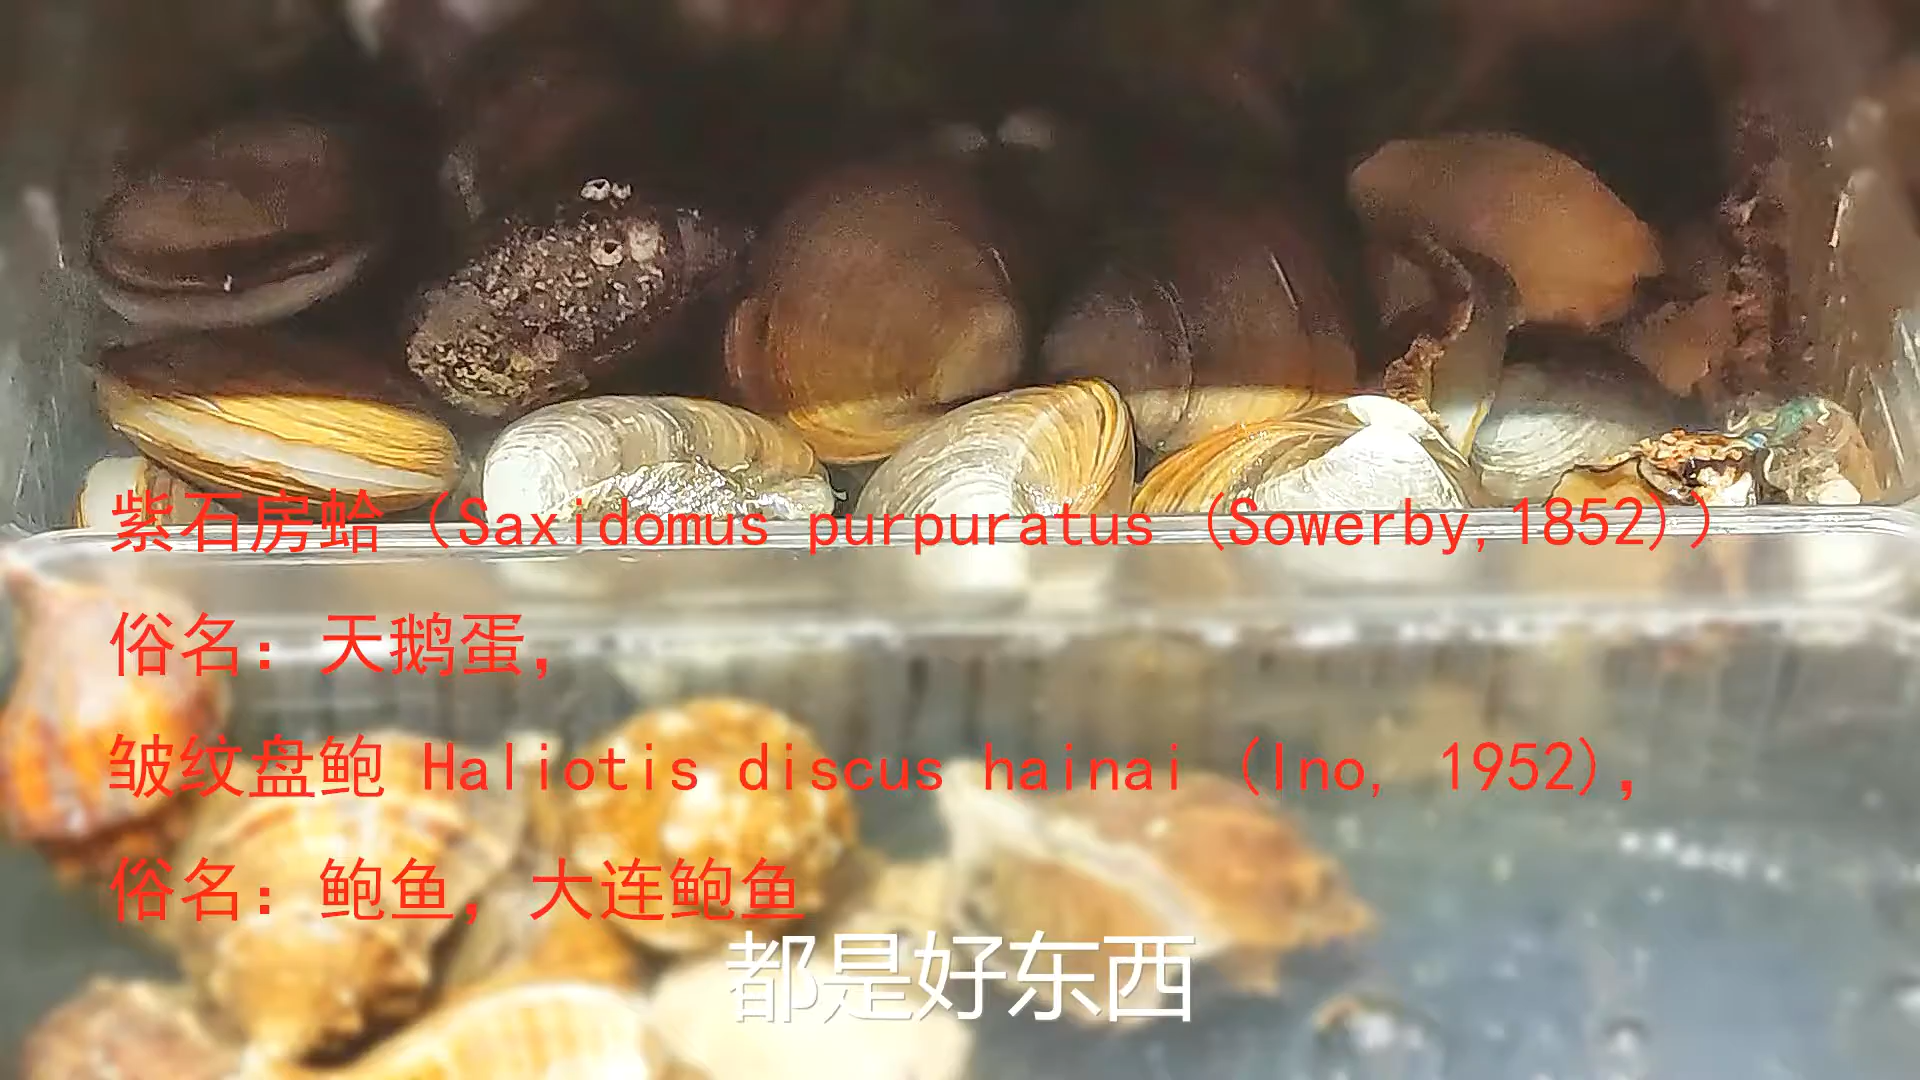 紫石房蛤（Saxidomus purpuratus (Sowerby,1852)）
俗名：天鹅蛋，
皱纹盘鲍 Haliotis discus hainai (Ino, 1952)，
俗名：鲍鱼，大连鲍鱼
都是好东西